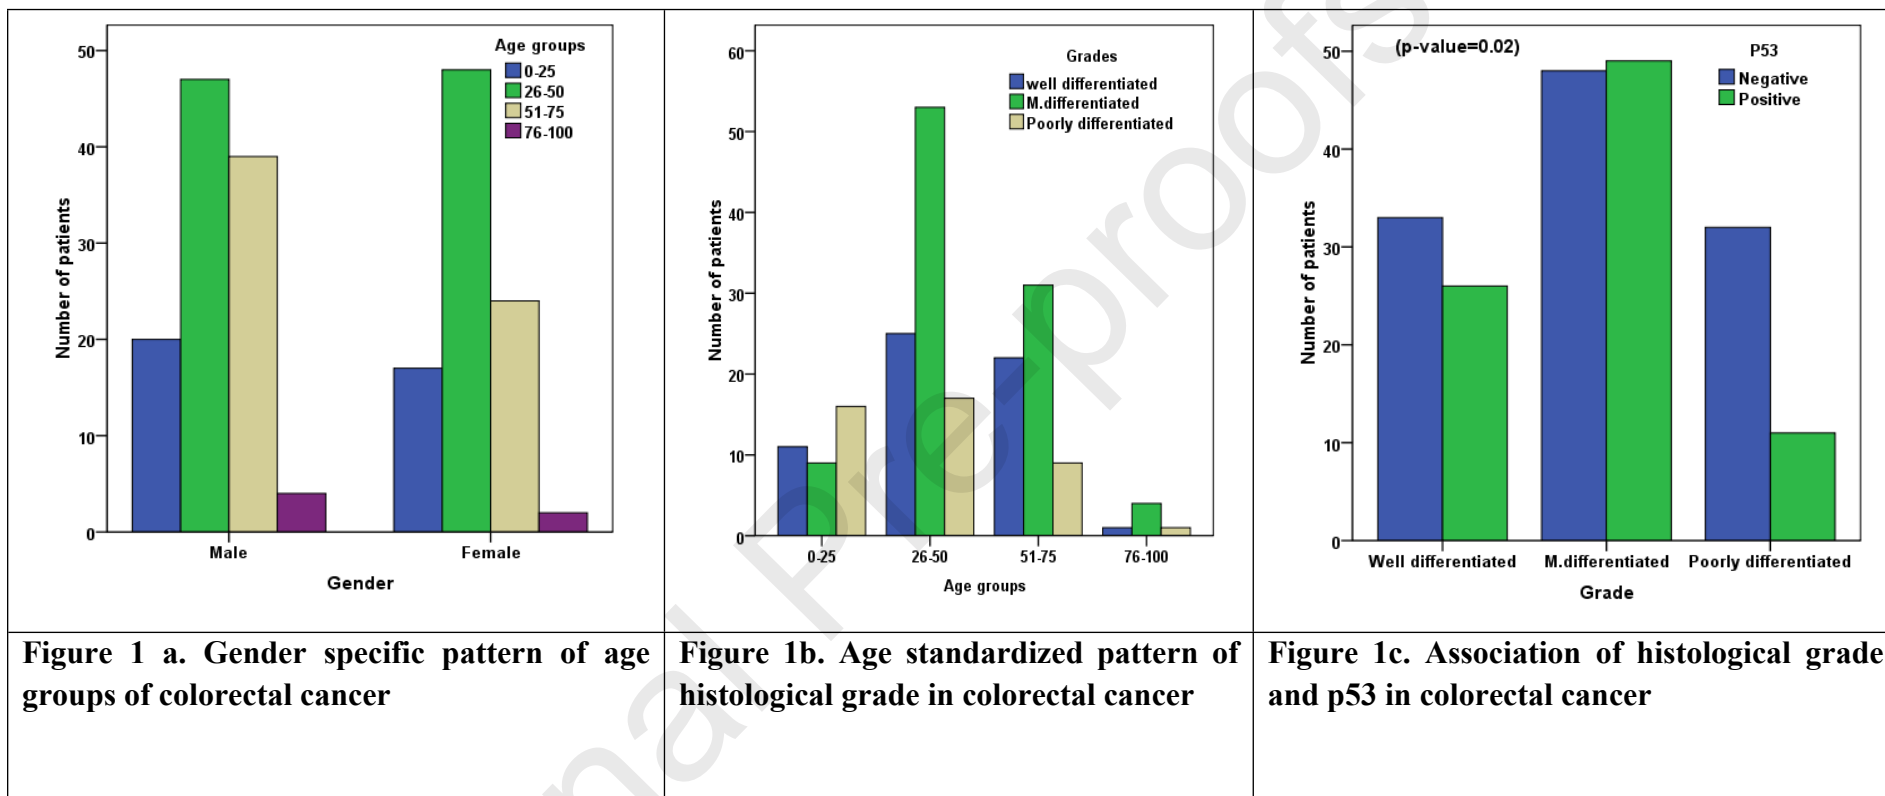 50
40
30
20
10
0
Number of patients
Age groups
0-25
26-50
51-75
76-100
Male
Female
Gender
60
50
40
30
20
10
0
Number of patients
Grades
well differentiated
M.differentiated
Poorly differentiated
0-25
26-50
51-75
76-100
Age groups
50
40
30
20
10
0
Number of patients
(p-value=0.02)
P53
Negative
Positive
Well differentiated
M.differentiated
Poorly differentiated
Grade
Figure 1 a. Gender specific pattern of age
groups of colorectal cancer
Figure 1b. Age standardized pattern of
histological grade in colorectal cancer
Figure 1c. Association of histological grade
and p53 in colorectal cancer
nal Pre-proofs